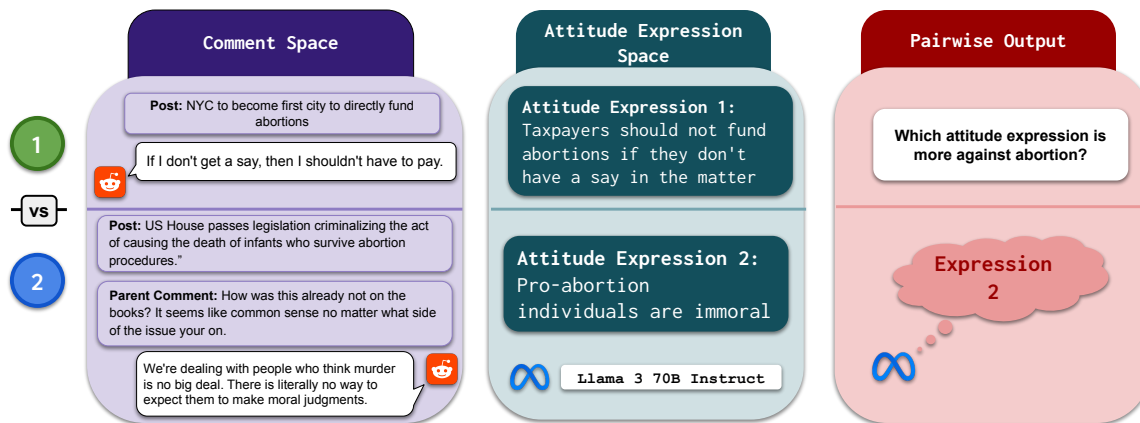 Comment Space
Attitude Expression
Space
Pairwise Output
1
vs
2
Post: NYC to become first city to directly fund
abortions
If I don't get a say, then I shouldn't have to pay.
Post: US House passes legislation criminalizing the act
of causing the death of infants who survive abortion
procedures.”
Parent Comment: How was this already not on the
books? It seems like common sense no matter what side
of the issue your on.
We're dealing with people who think murder
is no big deal. There is literally no way to
expect them to make moral judgments.
Attitude Expression 1:
Taxpayers should not fund
abortions if they don't
have a say in the matter
Attitude Expression 2:
Pro-abortion
individuals are immoral
Llama 3 70B Instruct
Which attitude expression is
more against abortion?
Expression
2